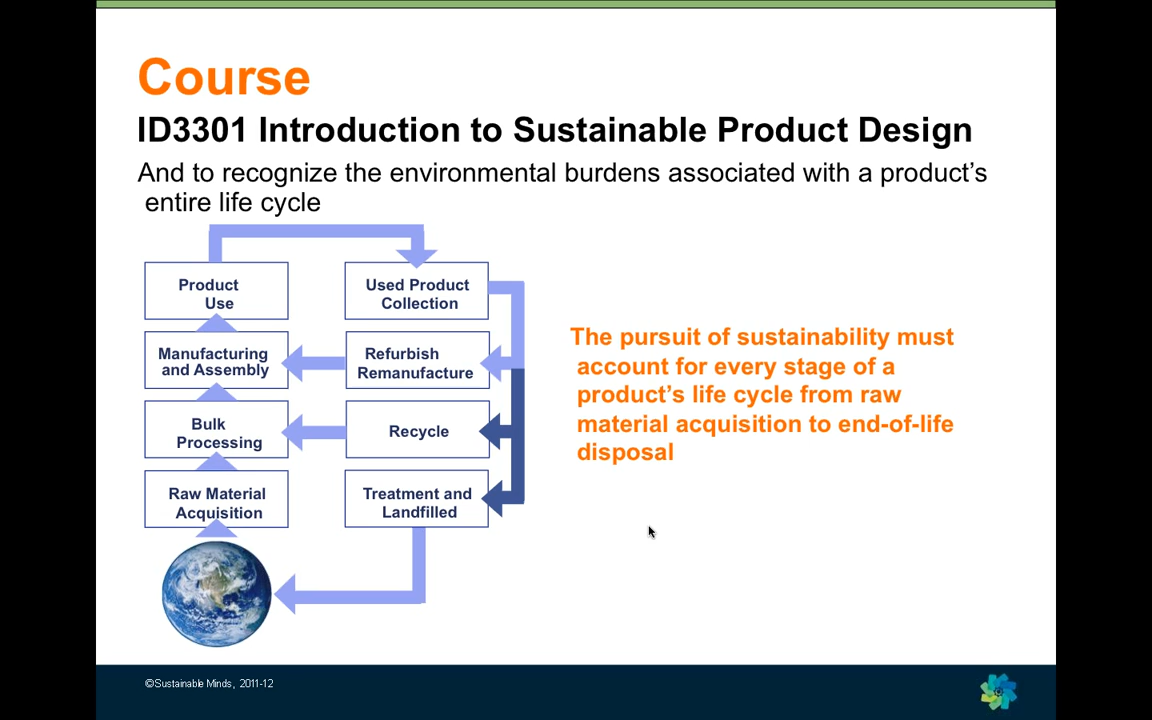 Course
ID3301 Introduction to Sustainable Product Design
And to recognize the environmental burdens associated with a product’s
entire life cycle
Product
Use
Used Product
Collection
Manufacturing
and Assembly
Refurbish
Remanufacture
Bulk
Processing
Recycle
Raw Material
Acquisition
Treatment and
Landfilled
The pursuit of sustainability must
account for every stage of a
product’s life cycle from raw
material acquisition to end-of-life
disposal
©Sustainable Minds, 2011-12